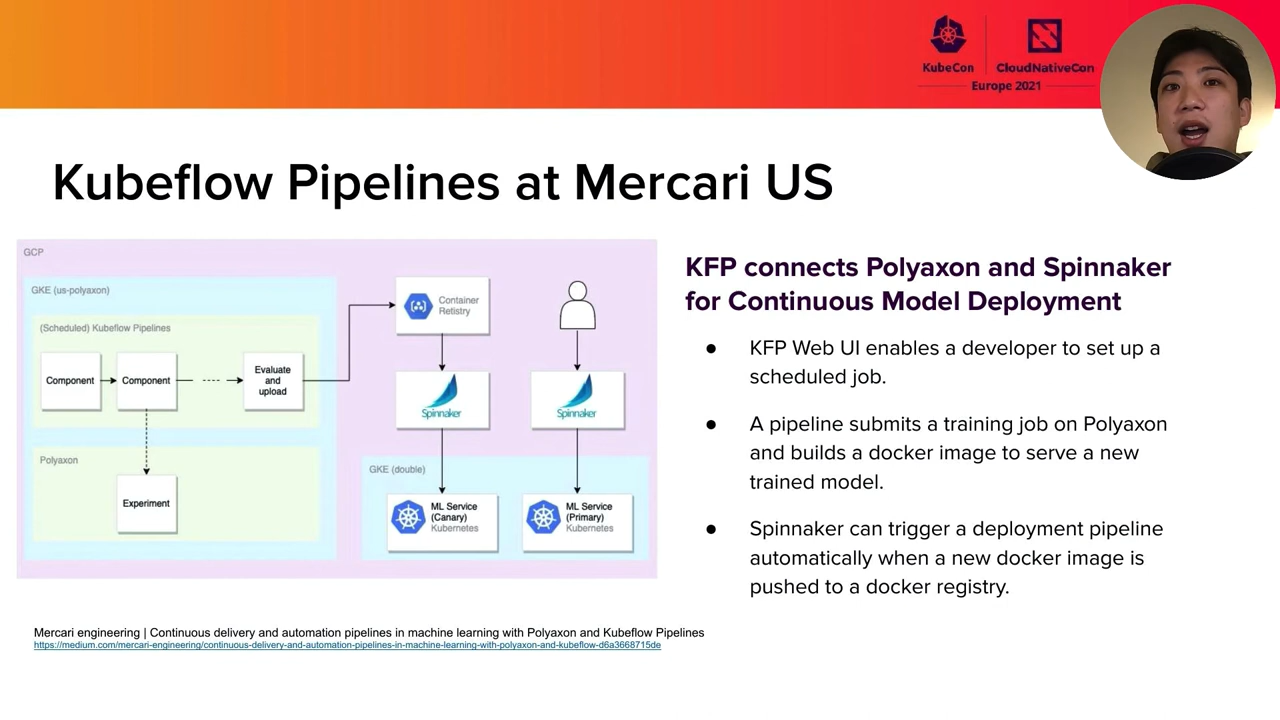 KubeCon
CloudNativeCon
Europe 2021
Kubeflow Pipelines at Mercari US
GCP
GKE (us-polyaxon)
(Scheduled) Kubeflow Pipelines
Component
Component
Evaluate
and
upload
Polyaxon
Experiment
Container
Retistry
Spinnaker
Spinnaker
GKE (double)
ML Service
(Canary)
Kubernetes
ML Service
(Primary)
Kubernetes
KFP connects Polyaxon and Spinnaker
for Continuous Model Deployment
● KFP Web UI enables a developer to set up a
scheduled job.
● A pipeline submits a training job on Polyaxon
and builds a docker image to serve a new
trained model.
● Spinnaker can trigger a deployment pipeline
automatically when a new docker image is
pushed to a docker registry.
Mercari engineering | Continuous delivery and automation pipelines in machine learning with Polyaxon and Kubeflow Pipelines
https://medium.com/mercari-engineering/continuous-delivery-and-automation-pipelines-in-machine-learning-with-polyaxon-and-kubeflow-d6a3668715de